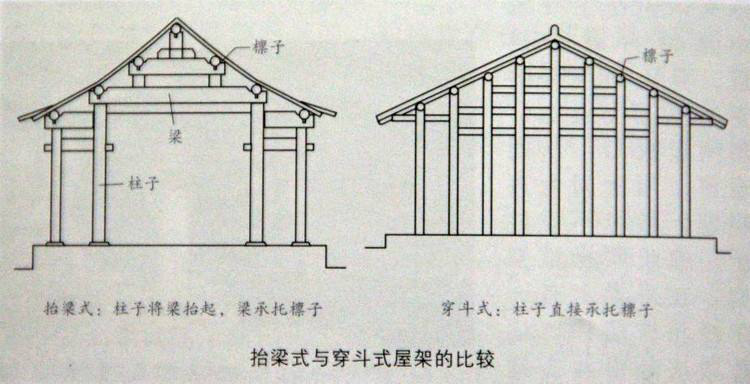 檩子
梁
柱子
檩子
抬梁式：柱子将梁抬起，梁承托檩子
穿斗式：柱子直接承托檩子
抬梁式与穿斗式屋架的比较